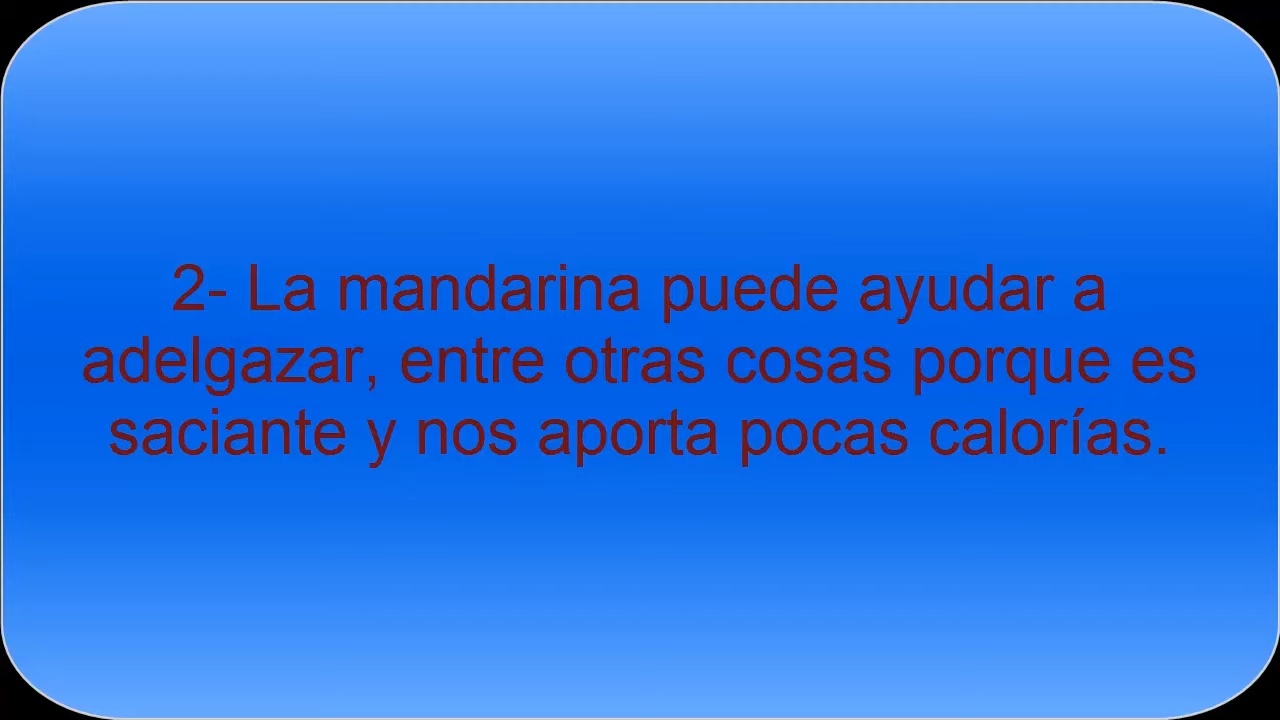 2- La mandarina puede ayudar a
adelgazar, entre otras cosas porque es
saciante y nos aporta pocas calorías.